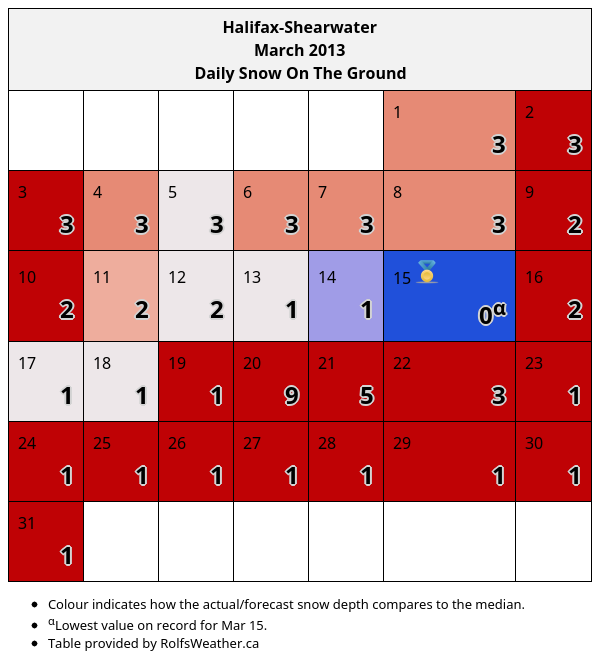 Halifax-Shearwater
March 2013
Daily Snow On The Ground
1 2
3 3
3 4 5 6 7 8 9
3 3 3 3 3 3 2
10 11 12 13 14 15 16
2 2 2 1 1 0α 2
17 18 19 20 21 22 23
1 1 1 9 5 3 1
24 25 26 27 28 29 30
1 1 1 1 1 1 1
31
1
• Colour indicates how the actual/forecast snow depth compares to the median.
• αLowest value on record for Mar 15.
• Table provided by RolfsWeather.ca